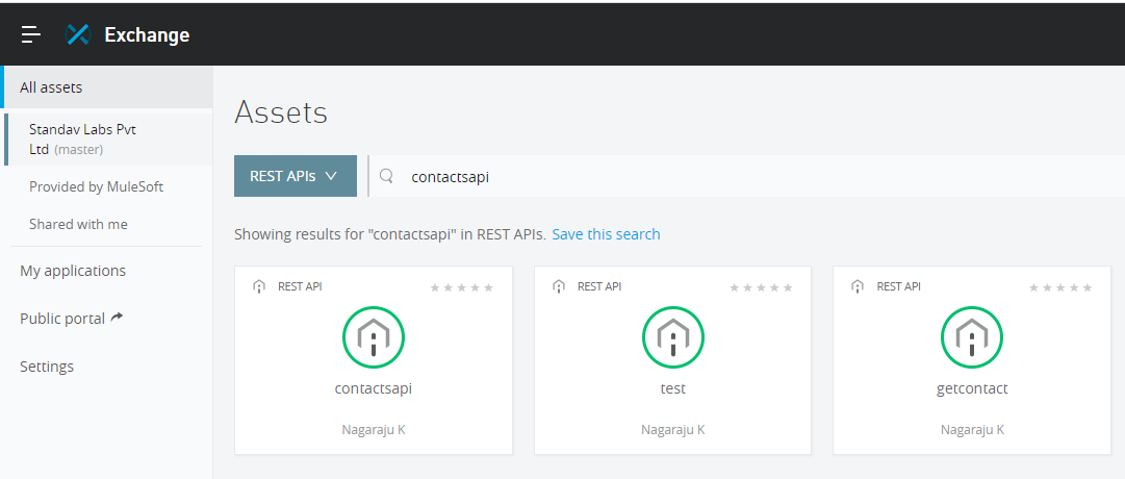 Exchange
All assets
Standav Labs Pvt
Ltd (master)
Provided by MuleSoft
Shared with me
My applications
Public portal
Settings
Assets
REST APIs
contactsapi
Showing results for "contactsapi" in REST APIs. Save this search
REST API
contactsapi
Nagaraju K
REST API
test
Nagaraju K
REST API
getcontact
Nagaraju K